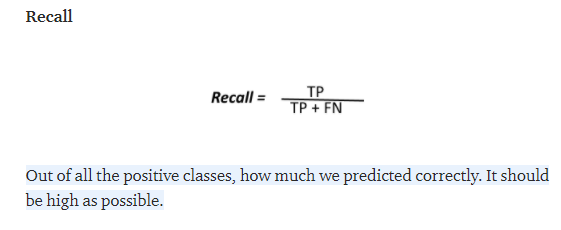 Recall
Recall = TP
TP + FN
Out of all the positive classes, how much we predicted correctly. It should
be high as possible.